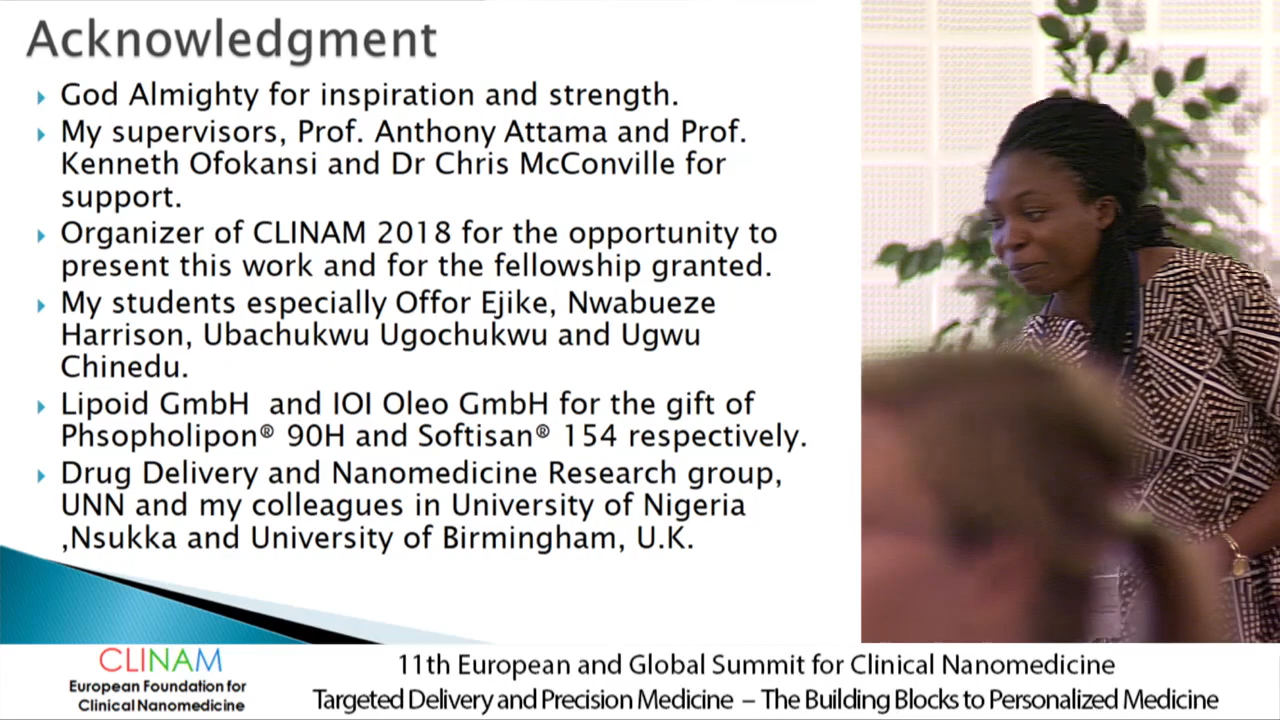 Acknowledgment
God Almighty for inspiration and strength.
My supervisors, Prof. Anthony Attama and Prof.
Kenneth Ofokansi and Dr Chris McConville for
support.
Organizer of CLINAM 2018 for the opportunity to
present this work and for the fellowship granted.
My students especially Offor Ejike, Nwabueze
Harrison, Ubachukwu Ugochukwu and Ugwu
Chinedu.
Lipoid GmbH  and IOI Oleo GmbH for the gift of
Phsopholipon® 90H and Softisan® 154 respectively.
Drug Delivery and Nanomedicine Research group,
UNN and my colleagues in University of Nigeria
,Nsukka and University of Birmingham, U.K.
CLINAM
European Foundation for
Clinical Nanomedicine
11th European and Global Summit for Clinical Nanomedicine
Targeted Delivery and Precision Medicine – The Building Blocks to Personalized Medicine